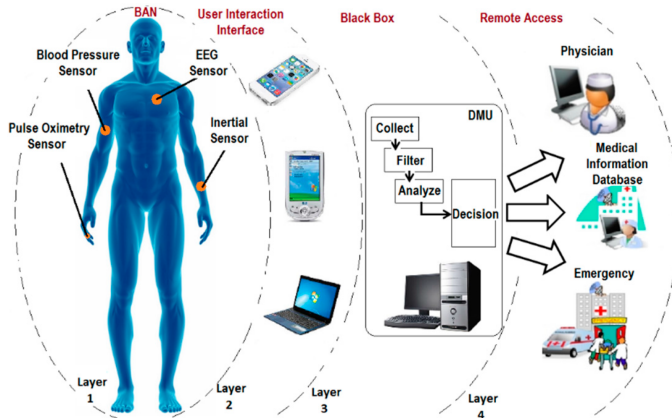 BAN
User Interaction
Interface
Black Box
Remote Access
Blood Pressure
Sensor
EEG
Sensor
Pulse Oximetry
Sensor
Inertial
Sensor
DMU
Collect
Filter
Analyze
Decision
Physician
Medical
Information
Database
Emergency
Layer
1
Layer
2
Layer
3
Layer
4